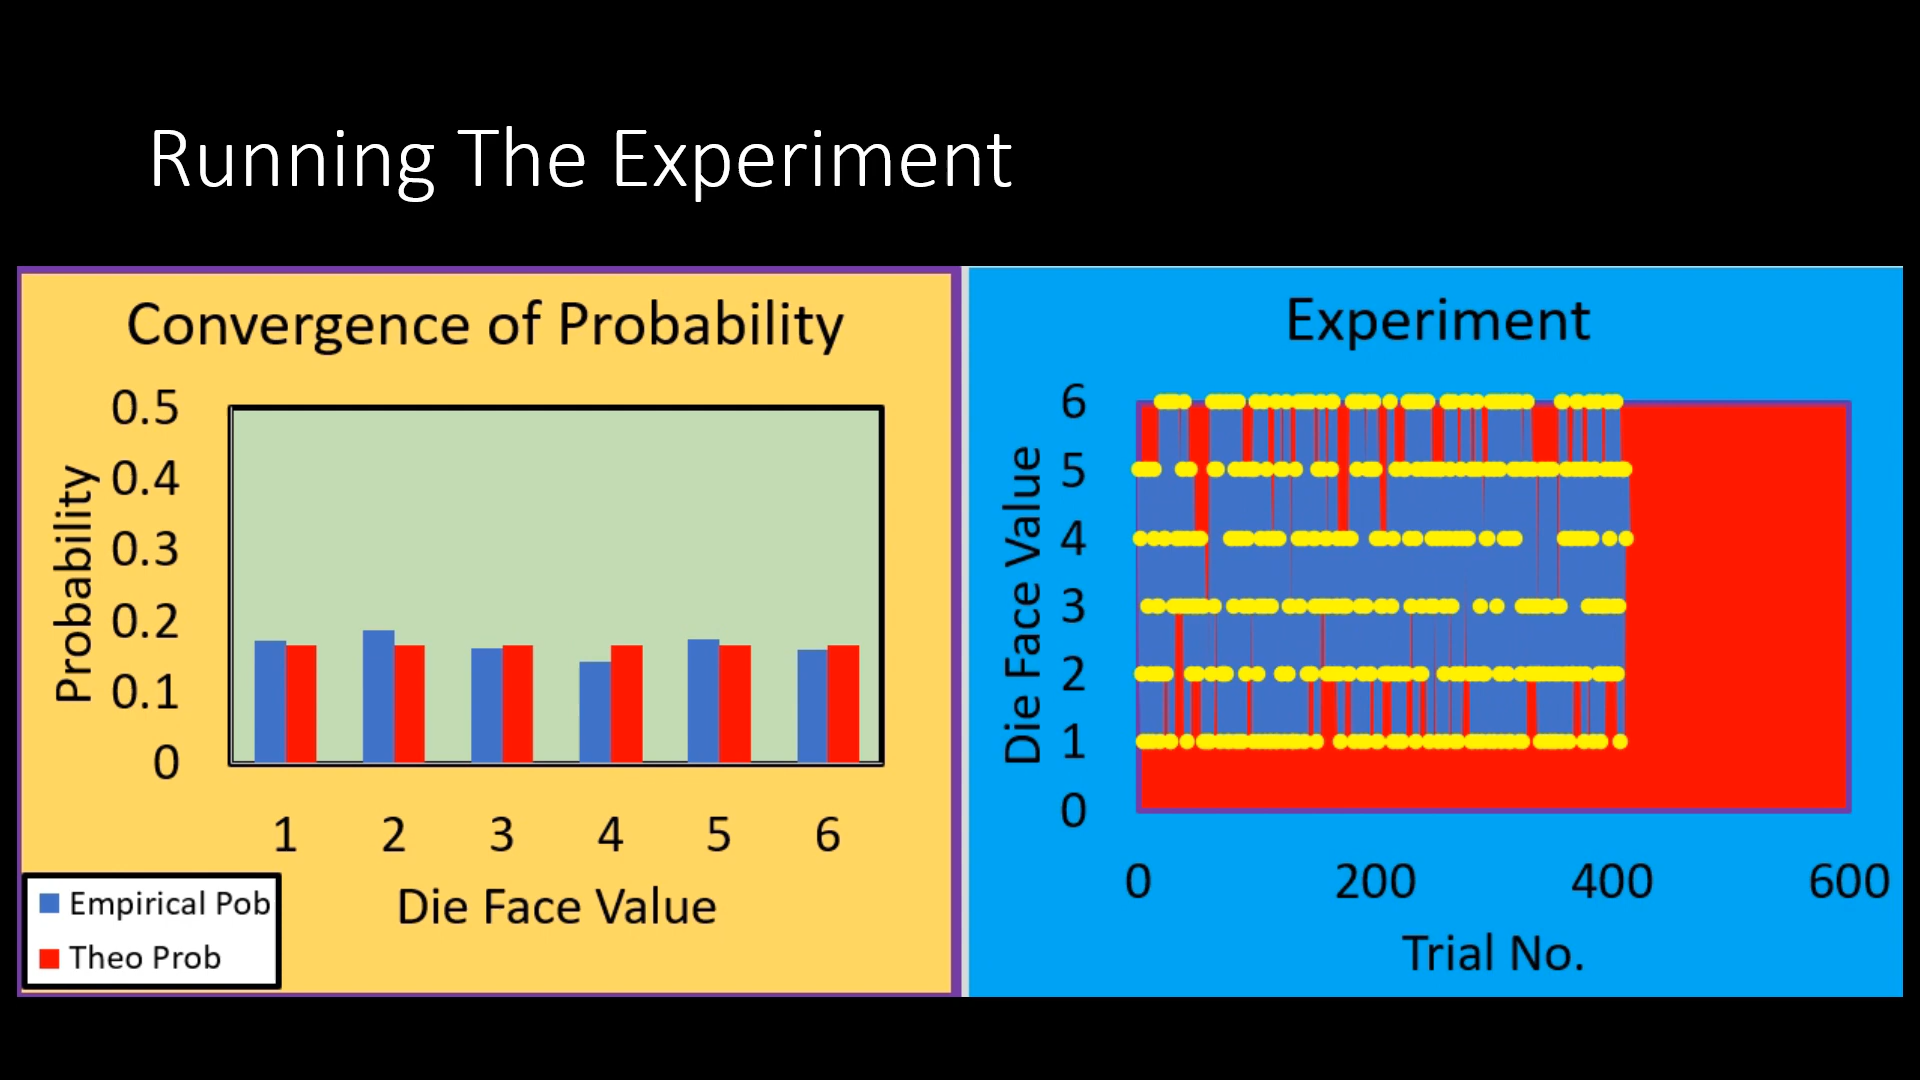 Running The Experiment
Convergence of Probability
Probability
0.5
0.4
0.3
0.2
0.1
0
1 2 3 4 5 6
Die Face Value
Empirical Pob
Theo Prob
Experiment
Die Face Value
6
5
4
3
2
1
0
0 200 400 600
Trial No.